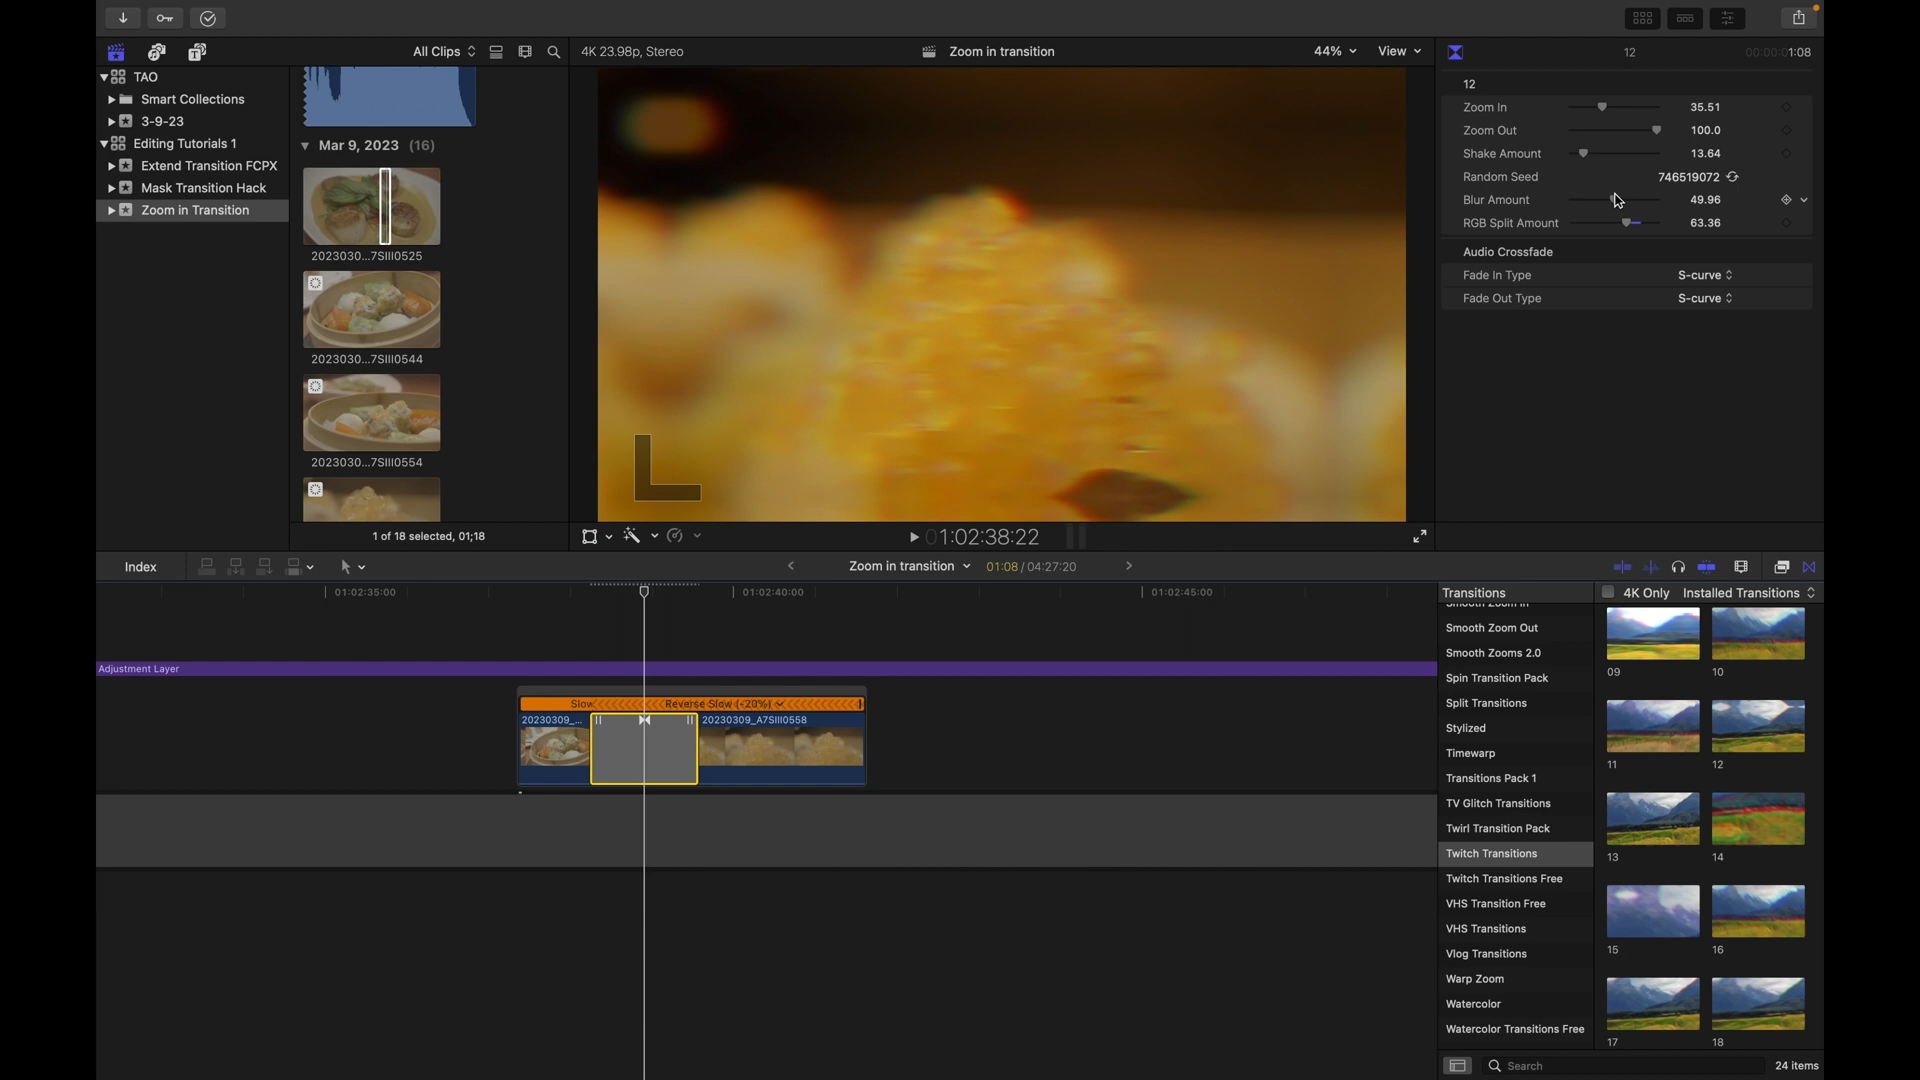 All Clips
4K 23.98p, Stereo
Zoom in transition
44%
View
12
00:00:01:08
TAO
Smart Collections
3-9-23
Editing Tutorials 1
Extend Transition FCPX
Mask Transition Hack
Zoom in Transition
Mar 9, 2023 (16)
2023030...7SIII0525
2023030...7SIII0544
2023030...7SIII0554
1 of 18 selected, 01;18
01:02:38:22
12
Zoom In 35.51
Zoom Out 100.0
Shake Amount 13.64
Random Seed 746519072
Blur Amount 49.96
RGB Split Amount 63.36
Audio Crossfade
Fade In Type S-curve
Fade Out Type S-curve
Index
Zoom in transition
01:08 / 04:27:20
01:02:35:00
01:02:40:00
01:02:45:00
Adjustment Layer
Slow
Reverse Slow (-20%)
20230309_...
20230309_A7SIII0558
Transitions
4K Only
Installed Transitions
Smooth Zoom In
Smooth Zoom Out
Smooth Zooms 2.0
Spin Transition Pack
Split Transitions
Stylized
Timewarp
Transitions Pack 1
TV Glitch Transitions
Twirl Transition Pack
Twitch Transitions
Twitch Transitions Free
VHS Transition Free
VHS Transitions
Vlog Transitions
Warp Zoom
Watercolor
Watercolor Transitions Free
09
10
11
12
13
14
15
16
17
18
Search
24 items